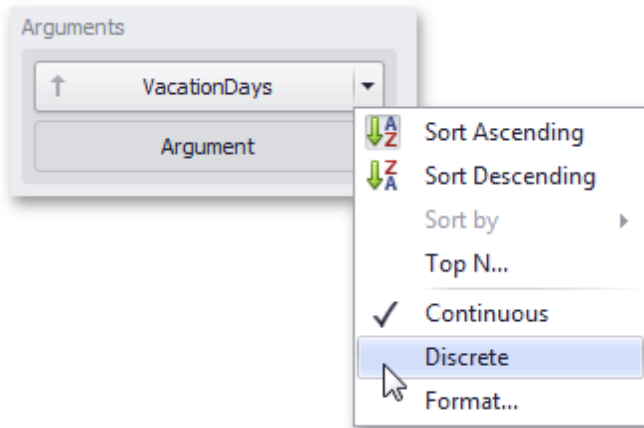 Arguments
VacationDays
Argument
A
Z
Sort Ascending
Z
A
Sort Descending
Sort by
Top N...
Continuous
Discrete
Format...